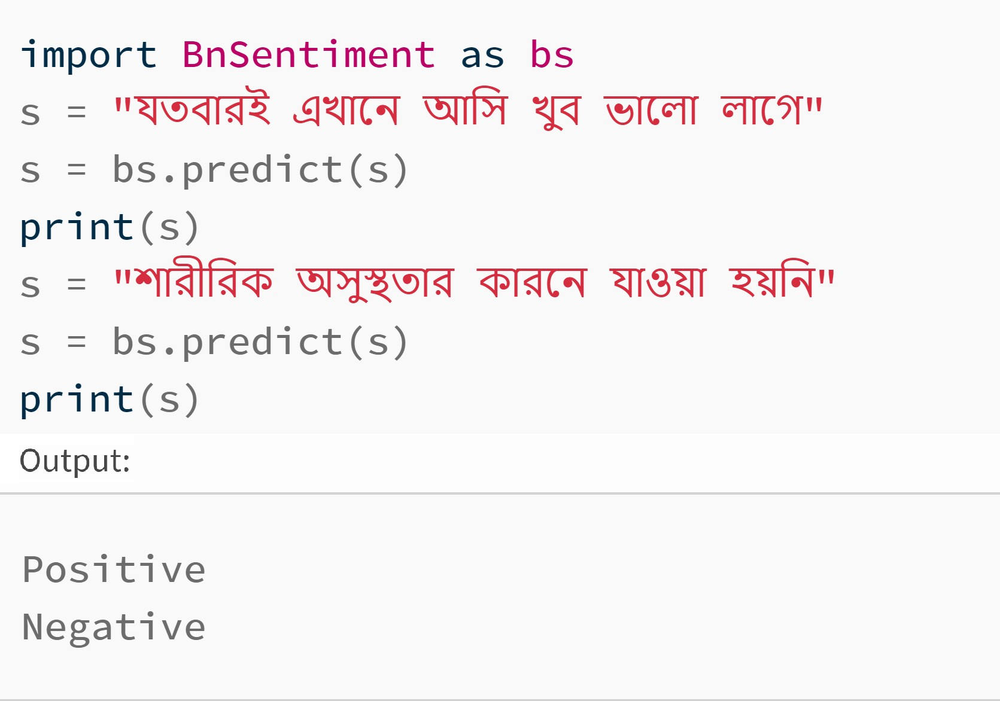 import BnSentiment as bs
s = "যতবারই এখানে আসি খুব ভালো লাগে"
s = bs.predict(s)
print(s)
s = "শারীরিক অসুস্থতার কারনে যাওয়া হয়নি"
s = bs.predict(s)
print(s)
Output:
Positive
Negative